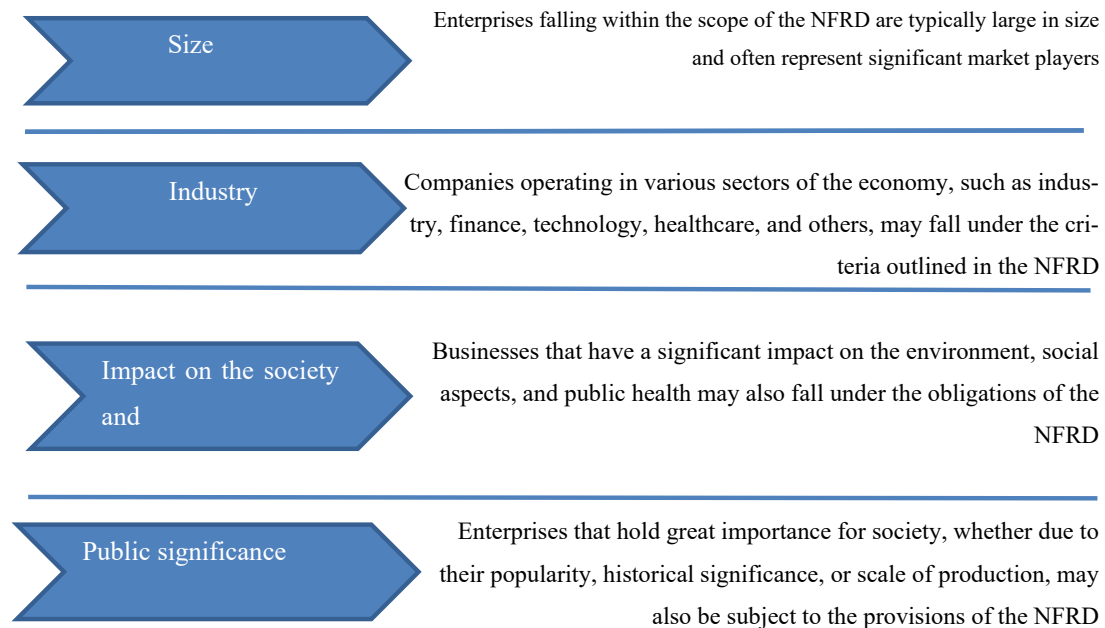 Size
Enterprises falling within the scope of the NFRD are typically large in size
and often represent significant market players
Industry
Companies operating in various sectors of the economy, such as indus-
try, finance, technology, healthcare, and others, may fall under the cri-
teria outlined in the NFRD
Impact on the society
and
Businesses that have a significant impact on the environment, social
aspects, and public health may also fall under the obligations of the
NFRD
Public significance
Enterprises that hold great importance for society, whether due to
their popularity, historical significance, or scale of production, may
also be subject to the provisions of the NFRD